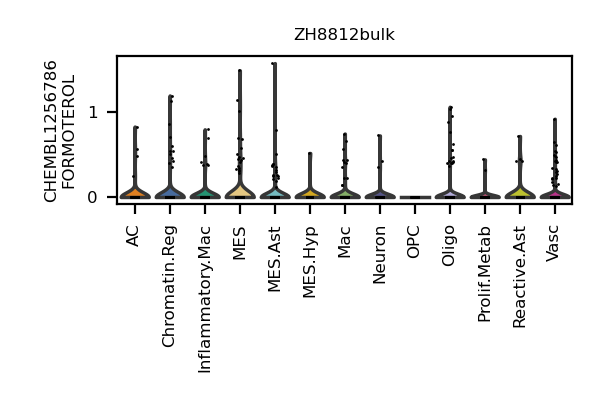 ZH8812bulk
CHEMBL1256786
FORMOTEROL
1
0
AC
Chromatin.Reg
Inflammatory.Mac
MES
MES.Ast
MES.Hyp
Mac
Neuron
OPC
Oligo
Prolif.Metab
Reactive.Ast
Vasc